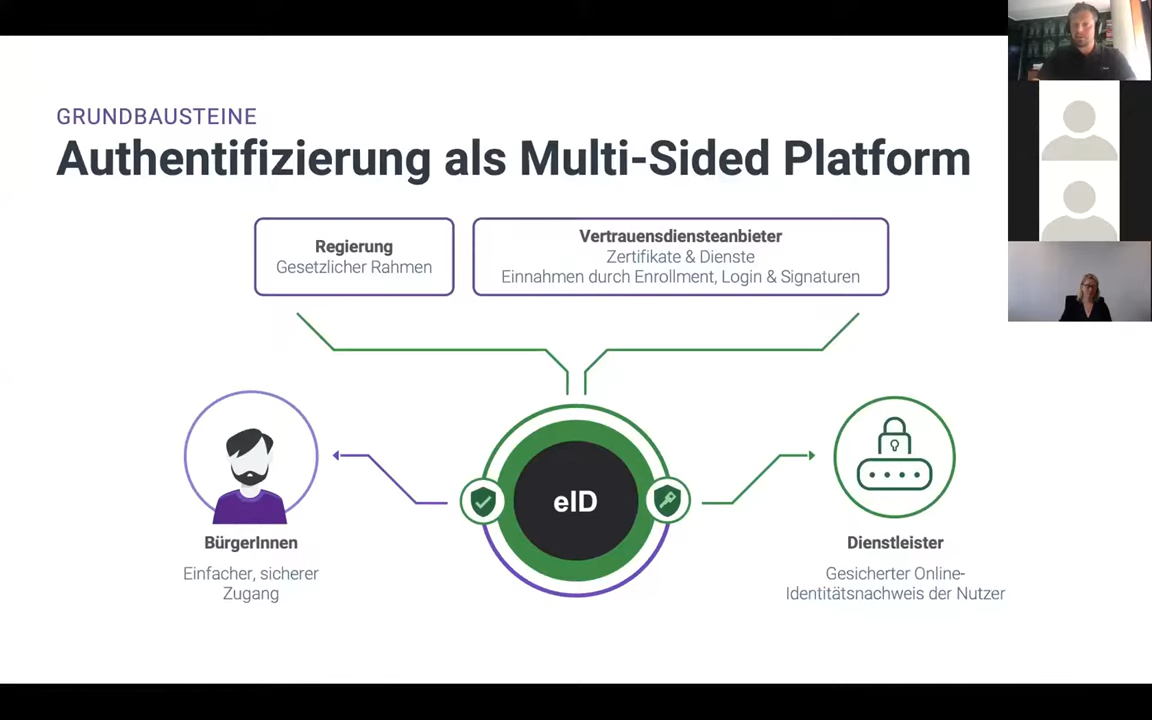 GRUNDBAUSTEINE
Authentifizierung als Multi-Sided Platform
Regierung
Gesetzlicher Rahmen
Vertrauensdiensteanbieter
Zertifikate & Dienste
Einnahmen durch Enrollment, Login & Signaturen
eID
BürgerInnen
Einfacher, sicherer
Zugang
Dienstleister
Gesicherter Online-
Identitätsnachweis der Nutzer